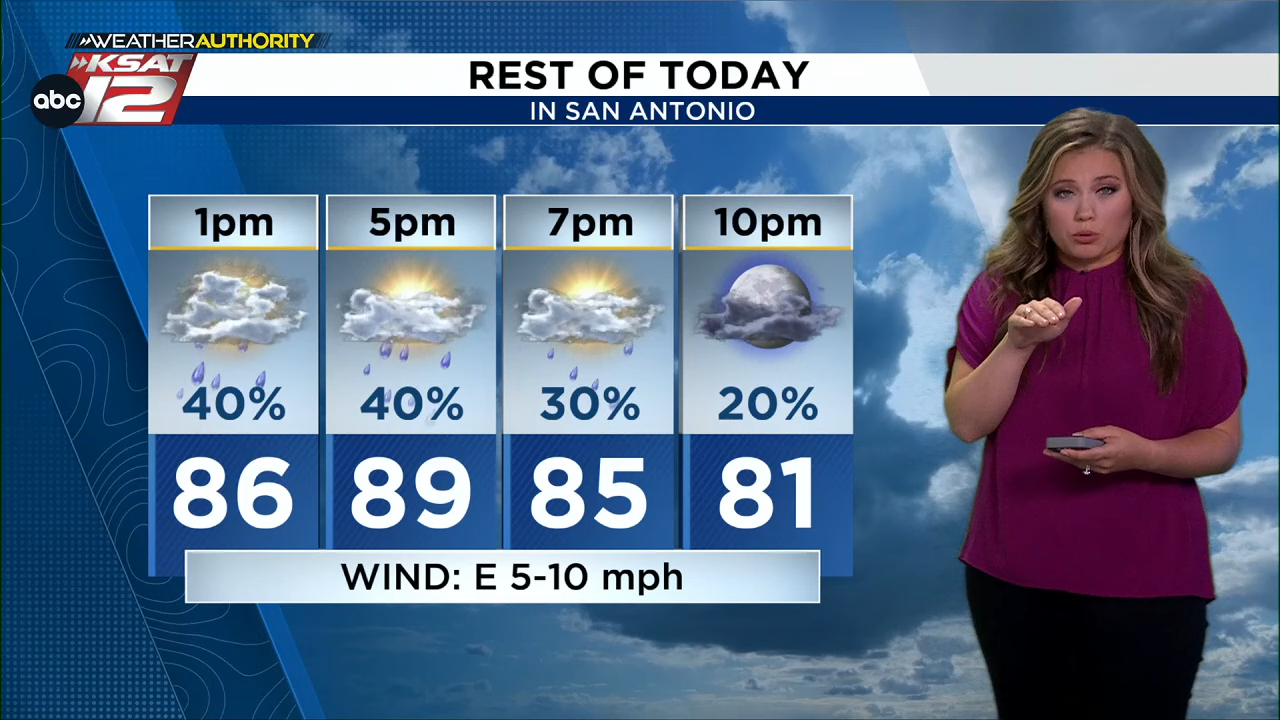 WEATHERAUTHORITY
KSAT
abc 12
REST OF TODAY
IN SAN ANTONIO
1pm 5pm 7pm 10pm
40% 40% 30% 20%
86 89 85 81
WIND: E 5-10 mph